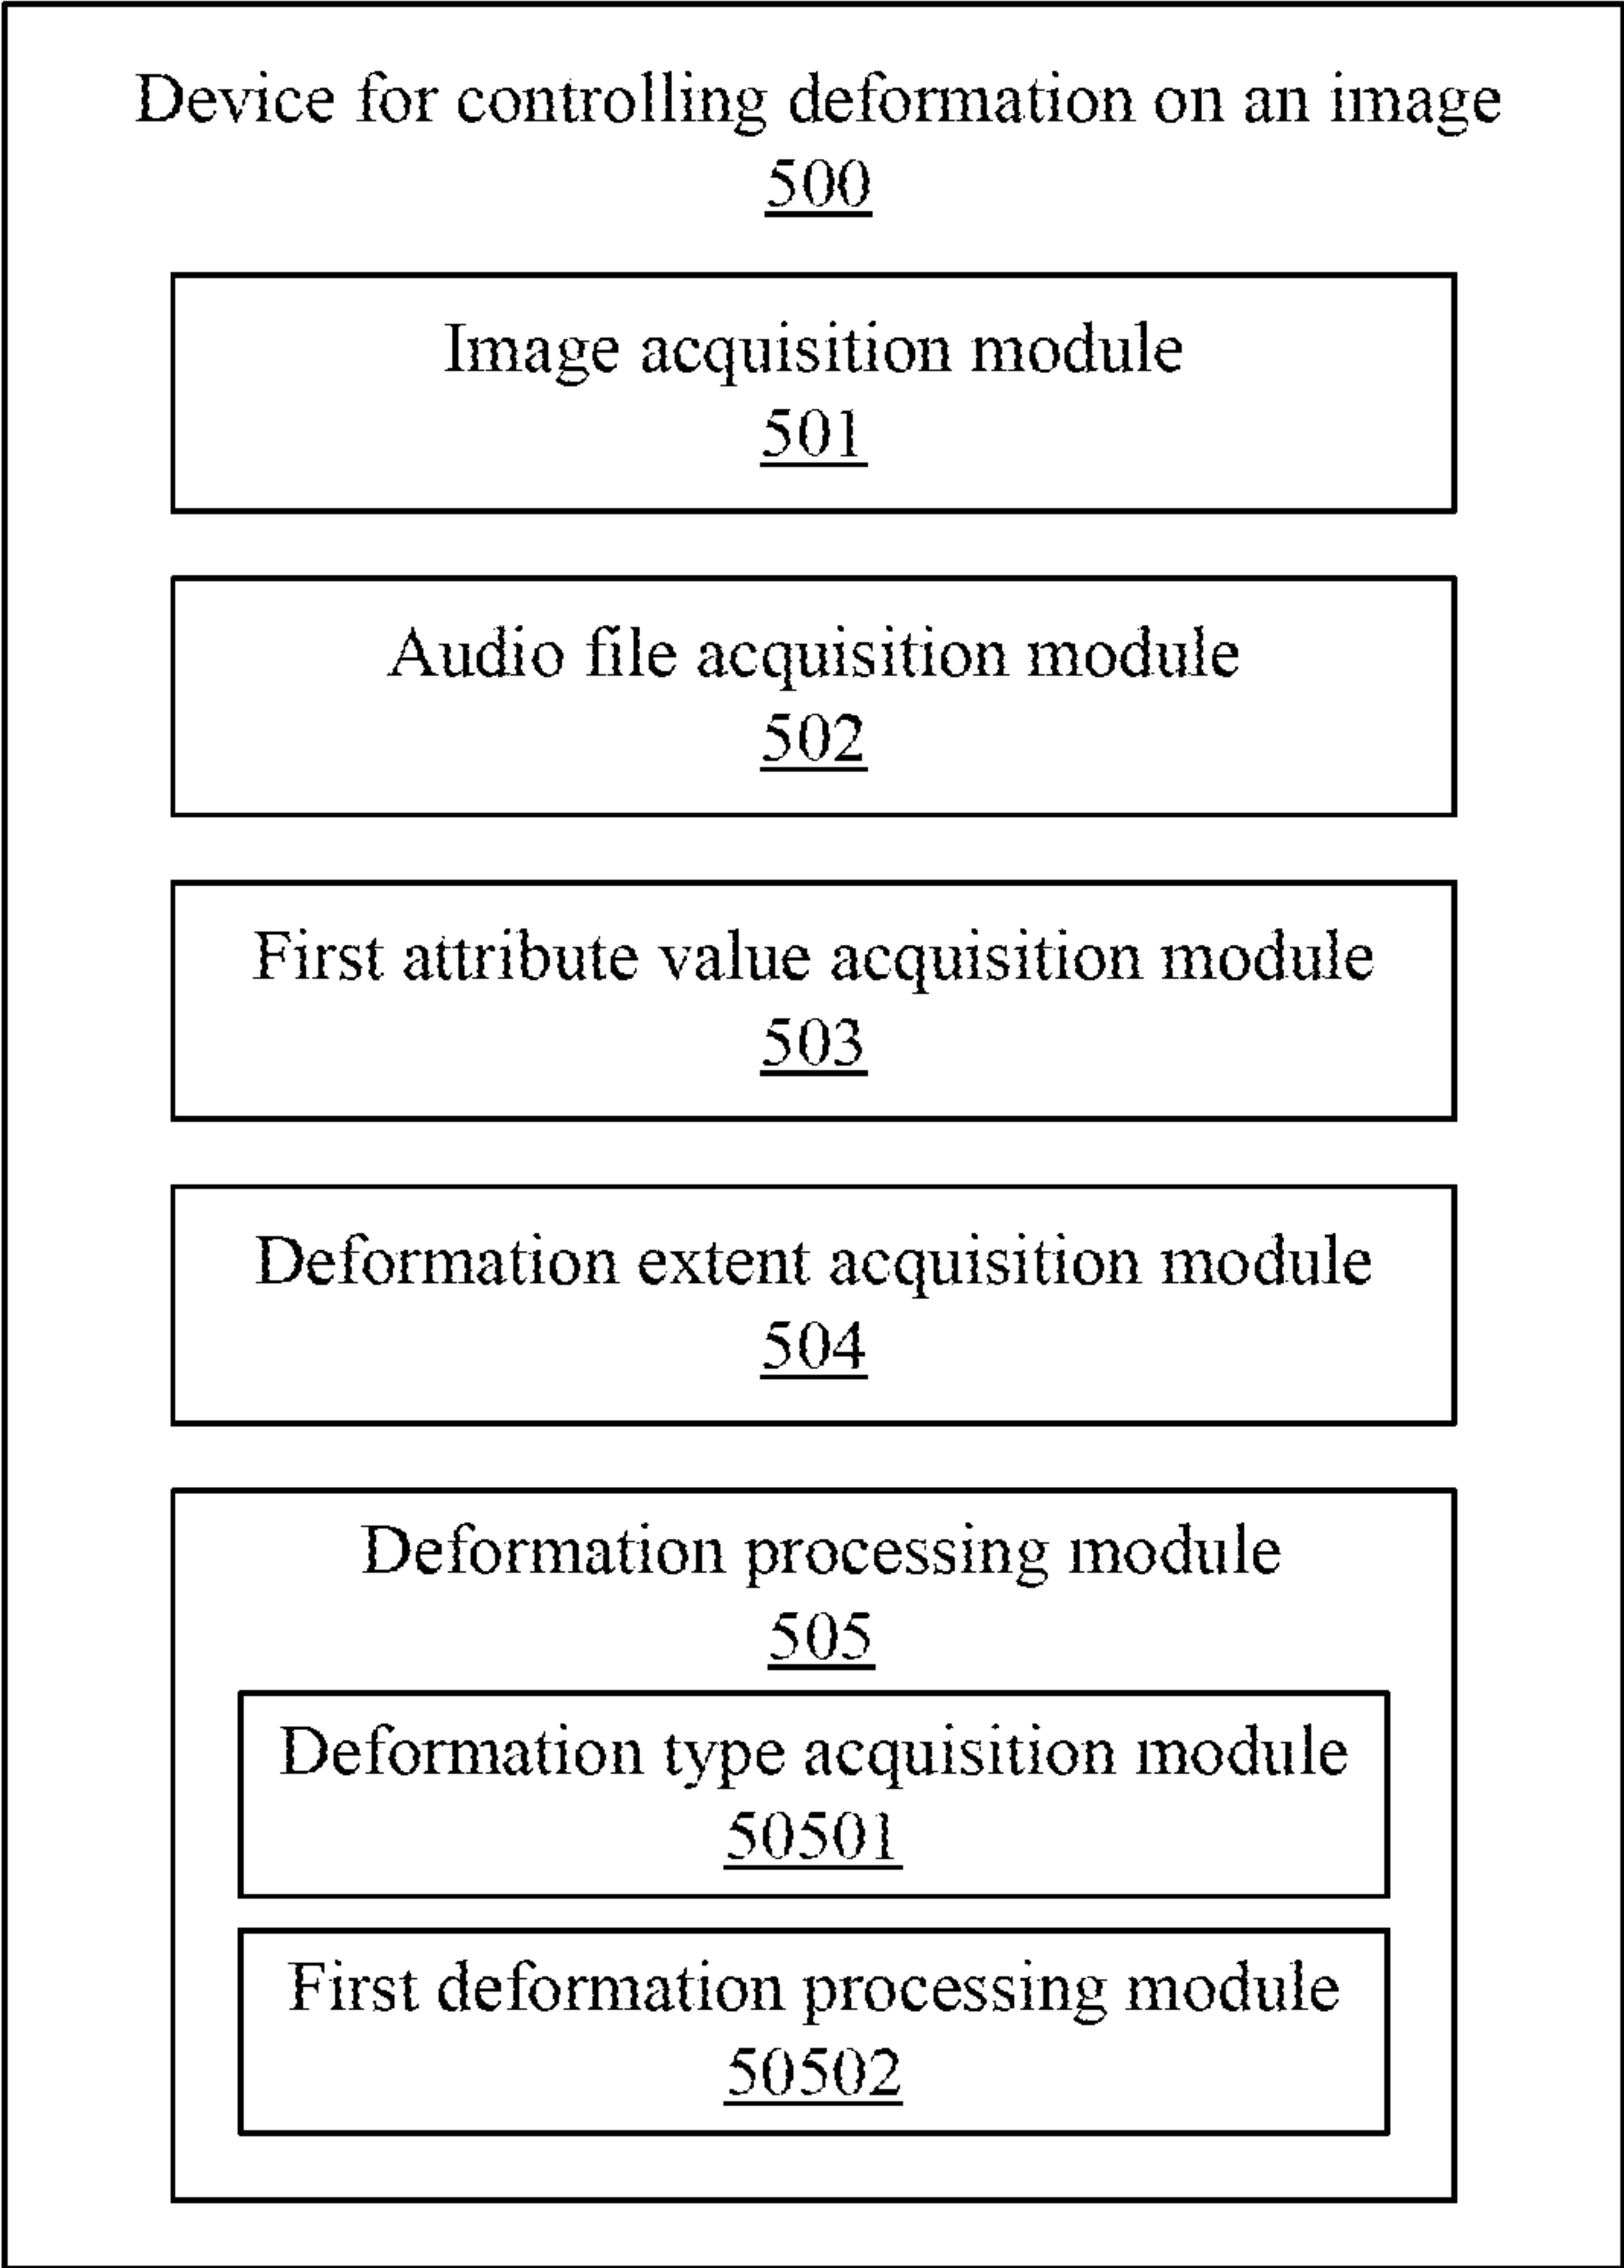 Device for controlling deformation on an image
500
Image acquisition module
501
Audio file acquisition module
502
First attribute value acquisition module
503
Deformation extent acquisition module
504
Deformation processing module
505
Deformation type acquisition module
50501
First deformation processing module
50502